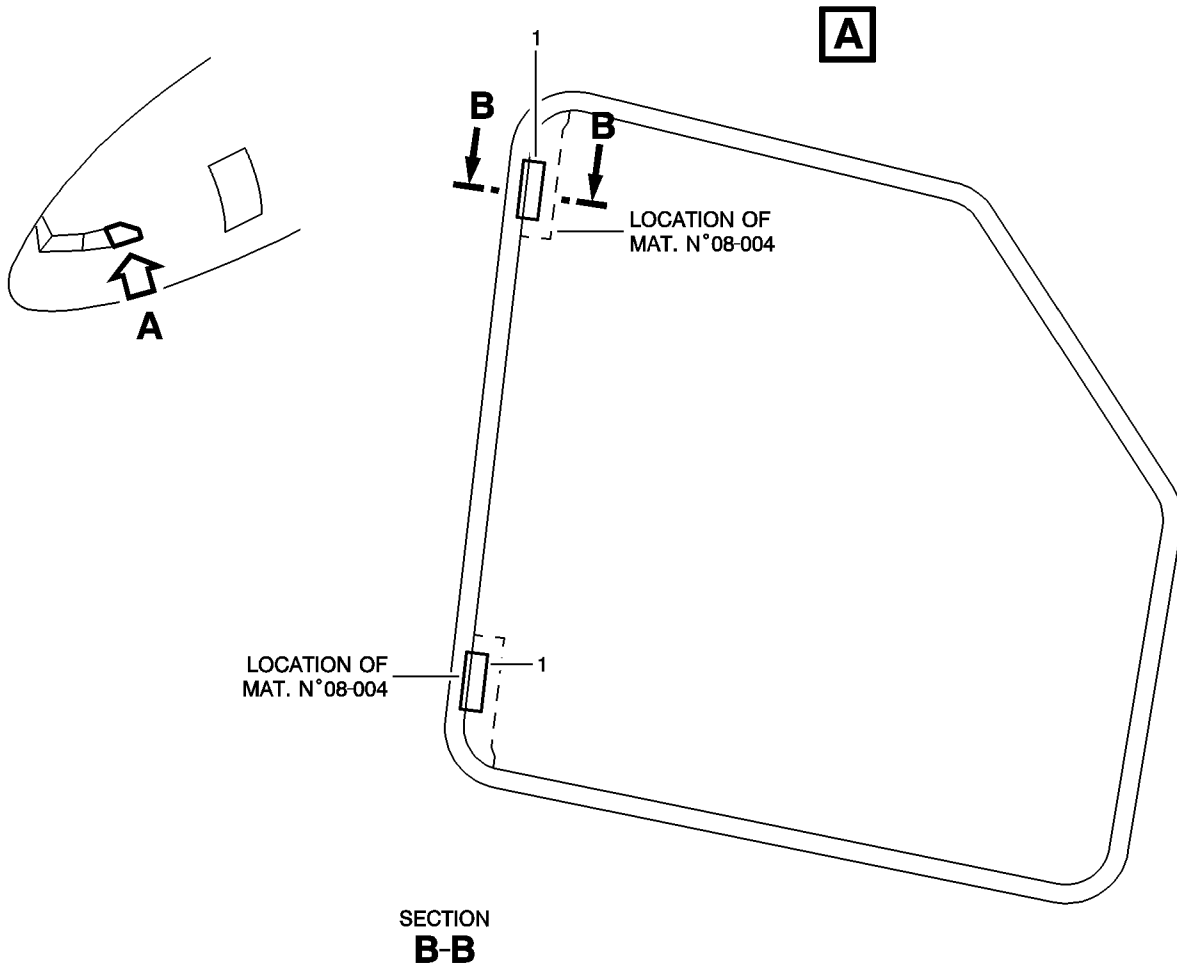 A
1
B
B
LOCATION OF
MAT. N°08-004
A
LOCATION OF
MAT. N°08-004
1
SECTION
B-B